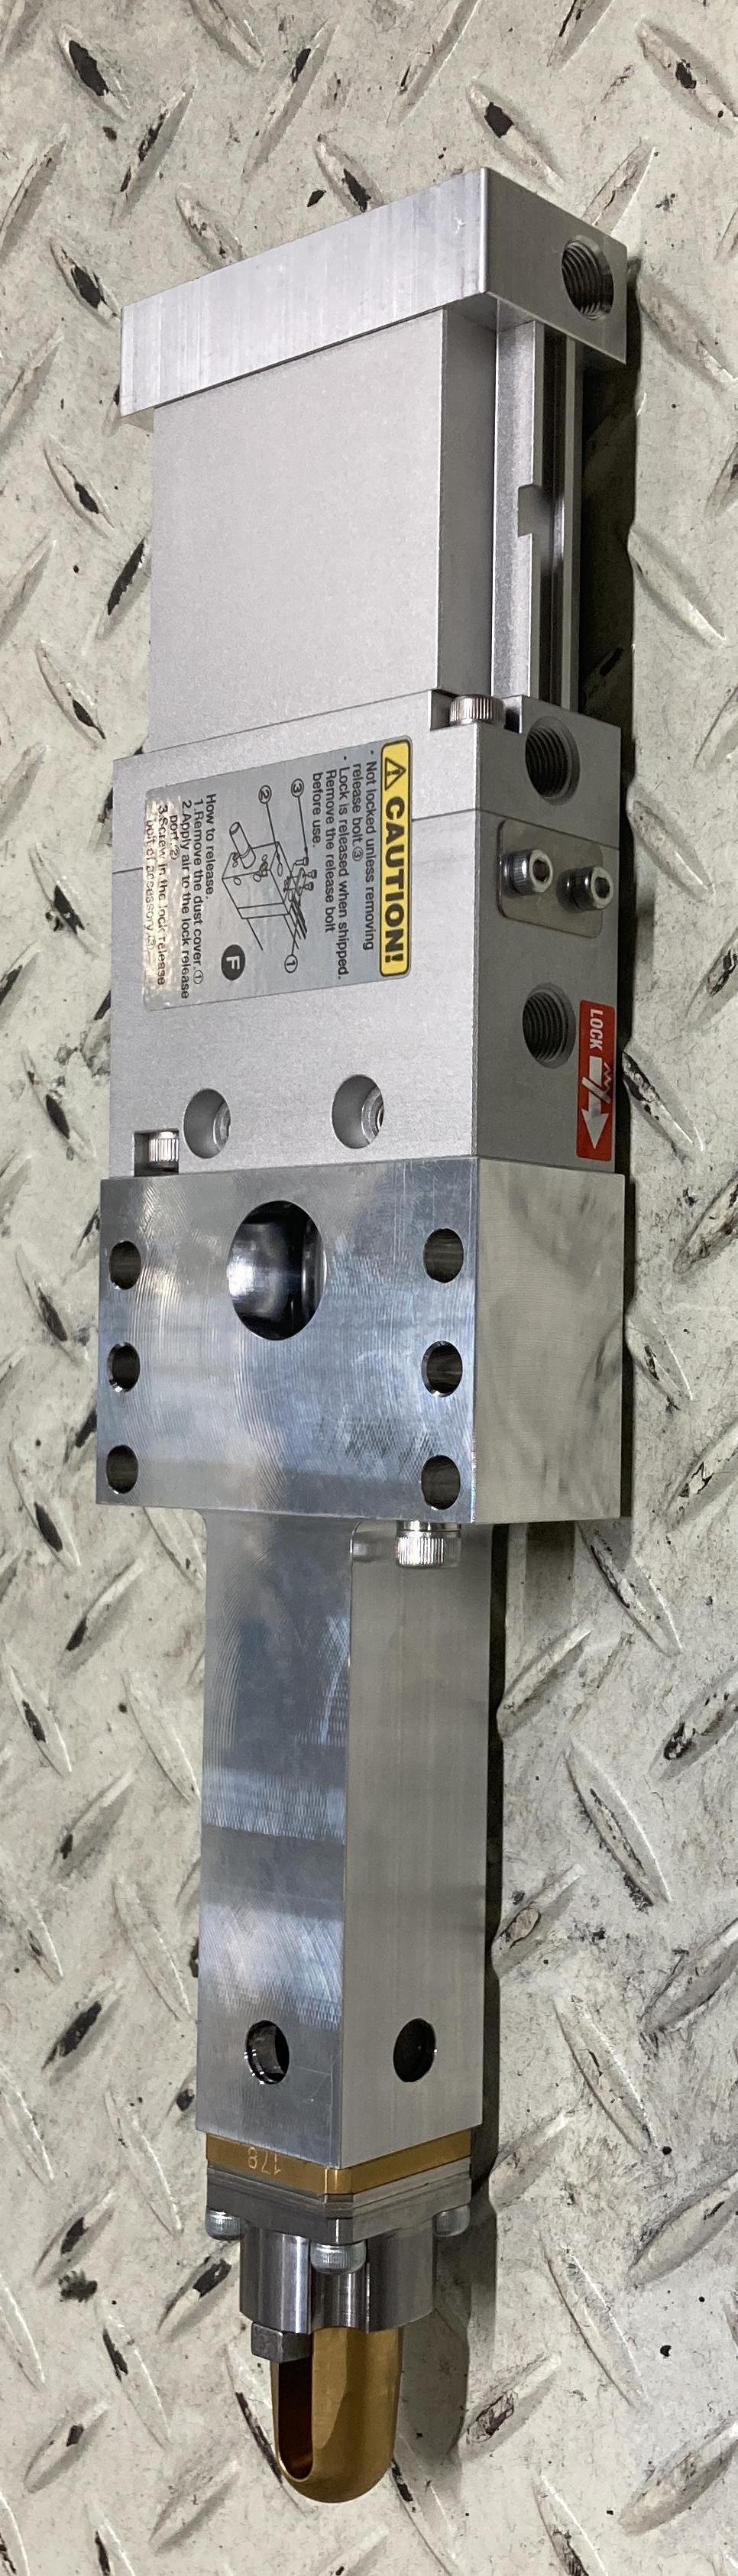 CAUTION!
· Not locked unless removing
release bolt.③
· Lock is released when shipped.
Remove the release bolt
before use.
③
②
①
F
How to release
1.Remove the dust cover ①
2.Apply air to the lock release
port.②
3.Screw in the lock release
bolt of accessory.③
LOCK
178